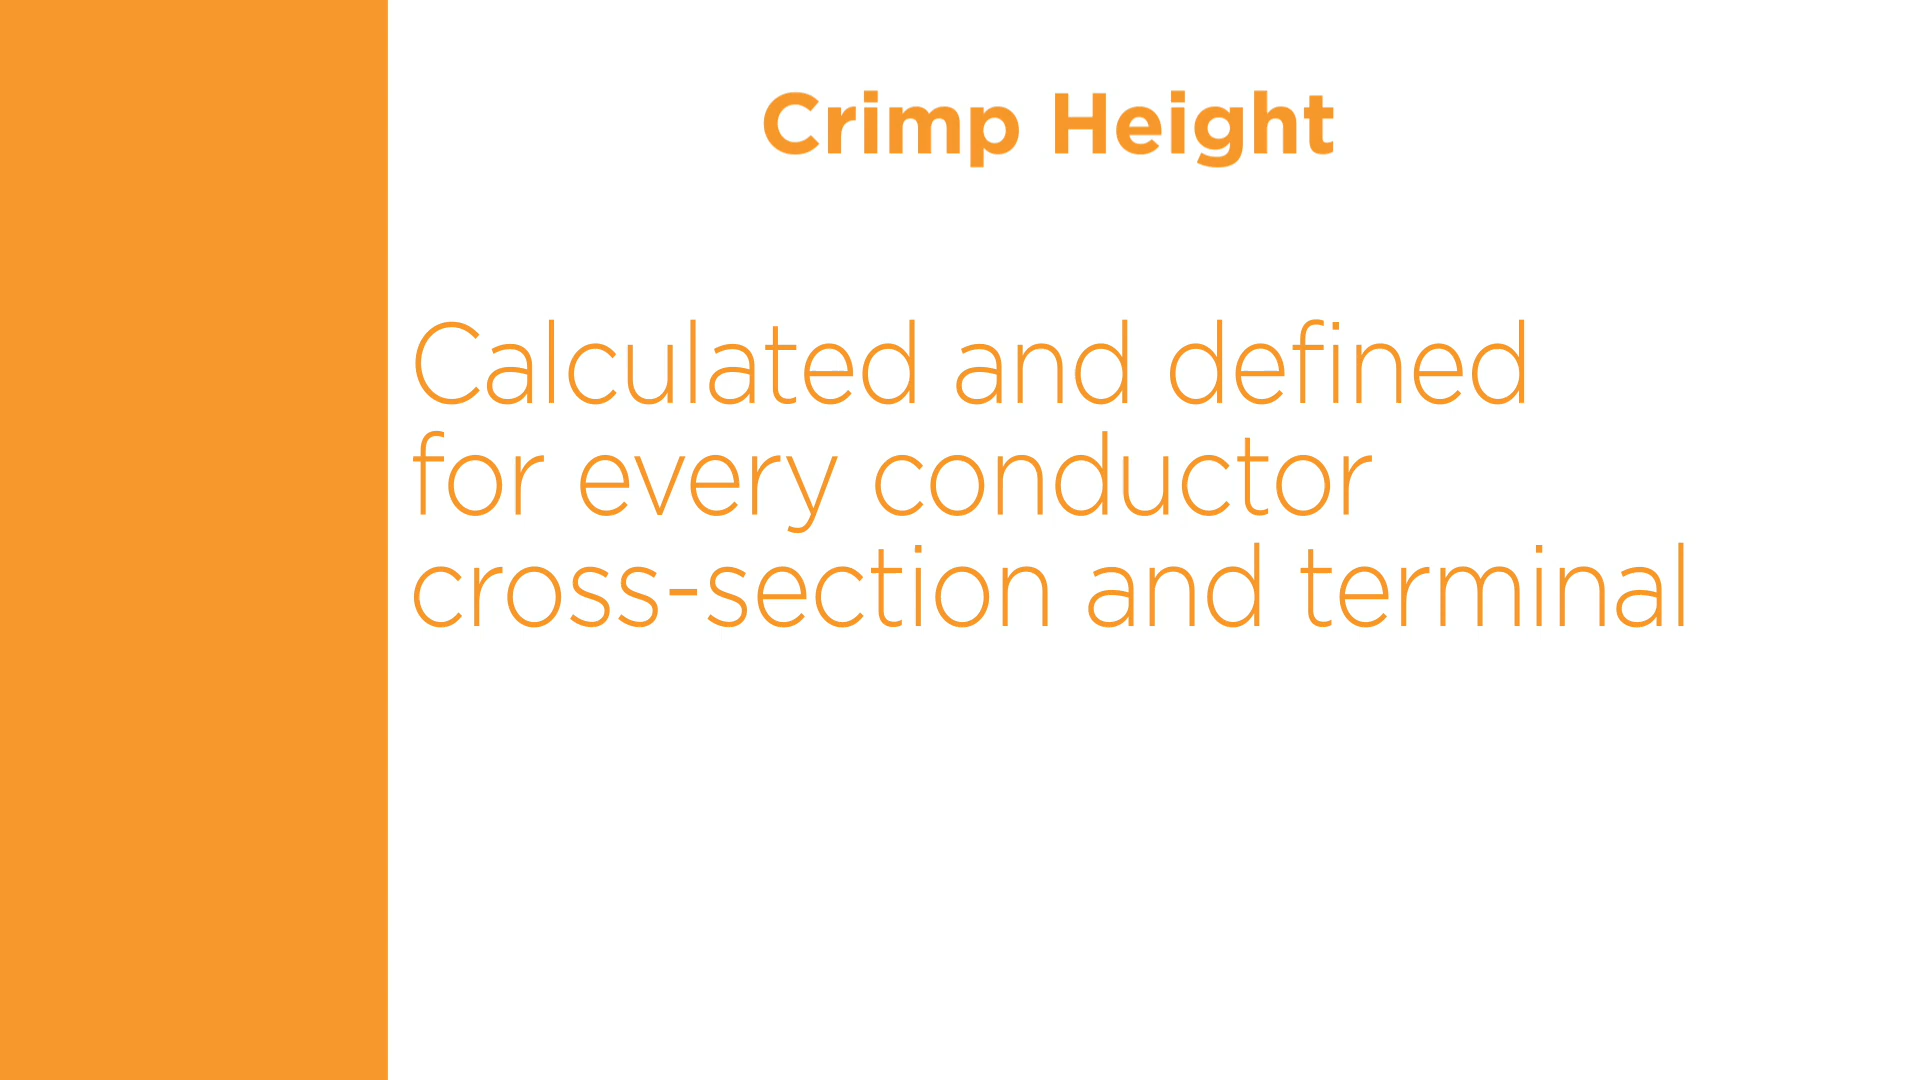 Crimp Height
Calculated and defined
for every conductor
cross-section and terminal